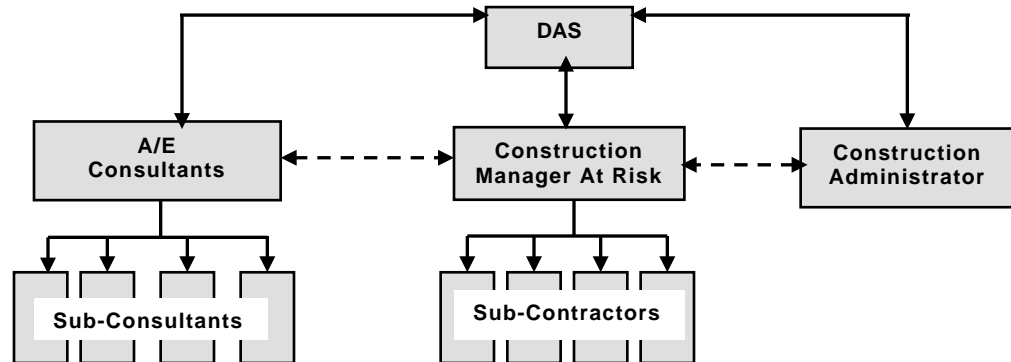 DAS
A/E
Consultants
Construction
Manager At Risk
Construction
Administrator
Sub-Consultants
Sub-Contractors